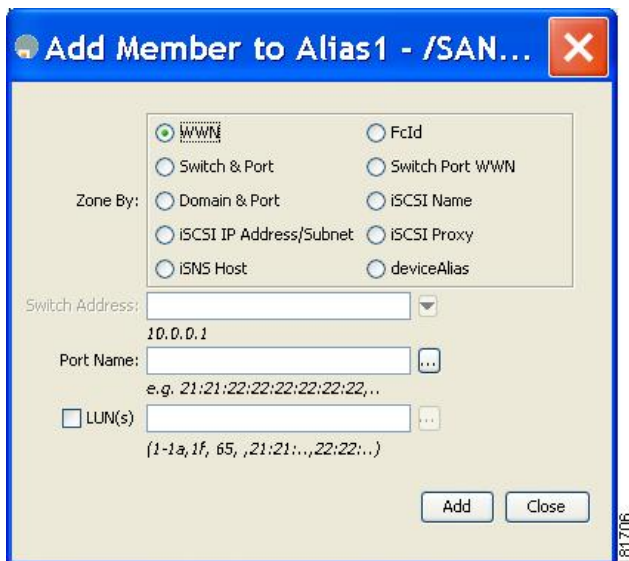 Add Member to Alias1 - /SAN...
Zone By:
WWN
FcId
Switch & Port
Switch Port WWN
Domain & Port
iSCSI Name
iSCSI IP Address/Subnet
iSCSI Proxy
iSNS Host
deviceAlias
Switch Address:
10.0.0.1
Port Name:
...
e.g. 21:21:22:22:22:22:22:22,..
LUN(s)
...
(1-1a,1f, 65, ,21:21:..,22:22:..)
Add
Close
81706